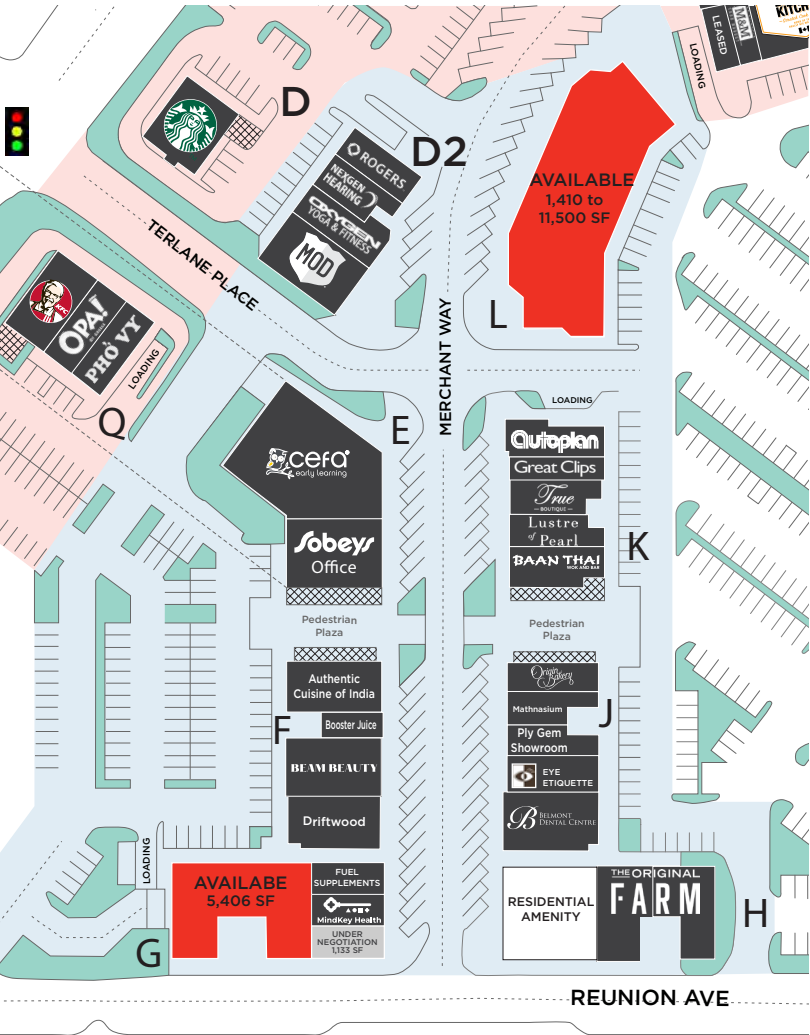 KITCH
M&M
LEASED
LOADING
D
D2
ROGERS
NEXGEN
HEARING
OXYGEN
YOGA & FITNESS
MOD
AVAILABLE
1,410 to
11,500 SF
TERLANE PLACE
KFC
OPA!
PHỞ VY
LOADING
Q
L
MERCHANT WAY
LOADING
E
cefa
early learning
Sobeys
Office
autoplan
Great Clips
True
BOUTIQUE
Lustre
of Pearl
BAAN THAI
WOK AND BAR
K
Pedestrian
Plaza
Pedestrian
Plaza
Authentic
Cuisine of India
Booster Juice
F
BEAM BEAUTY
Driftwood
Origin
Bakery
Mathnasium
J
Ply Gem
Showroom
EYE
ETIQUETTE
B BELMONT
DENTAL CENTRE
LOADING
AVAILABE
5,406 SF
FUEL
SUPPLEMENTS
MindKey Health
UNDER
NEGOTIATION
1,133 SF
G
RESIDENTIAL
AMENITY
THE ORIGINAL
FARM
H
REUNION AVE